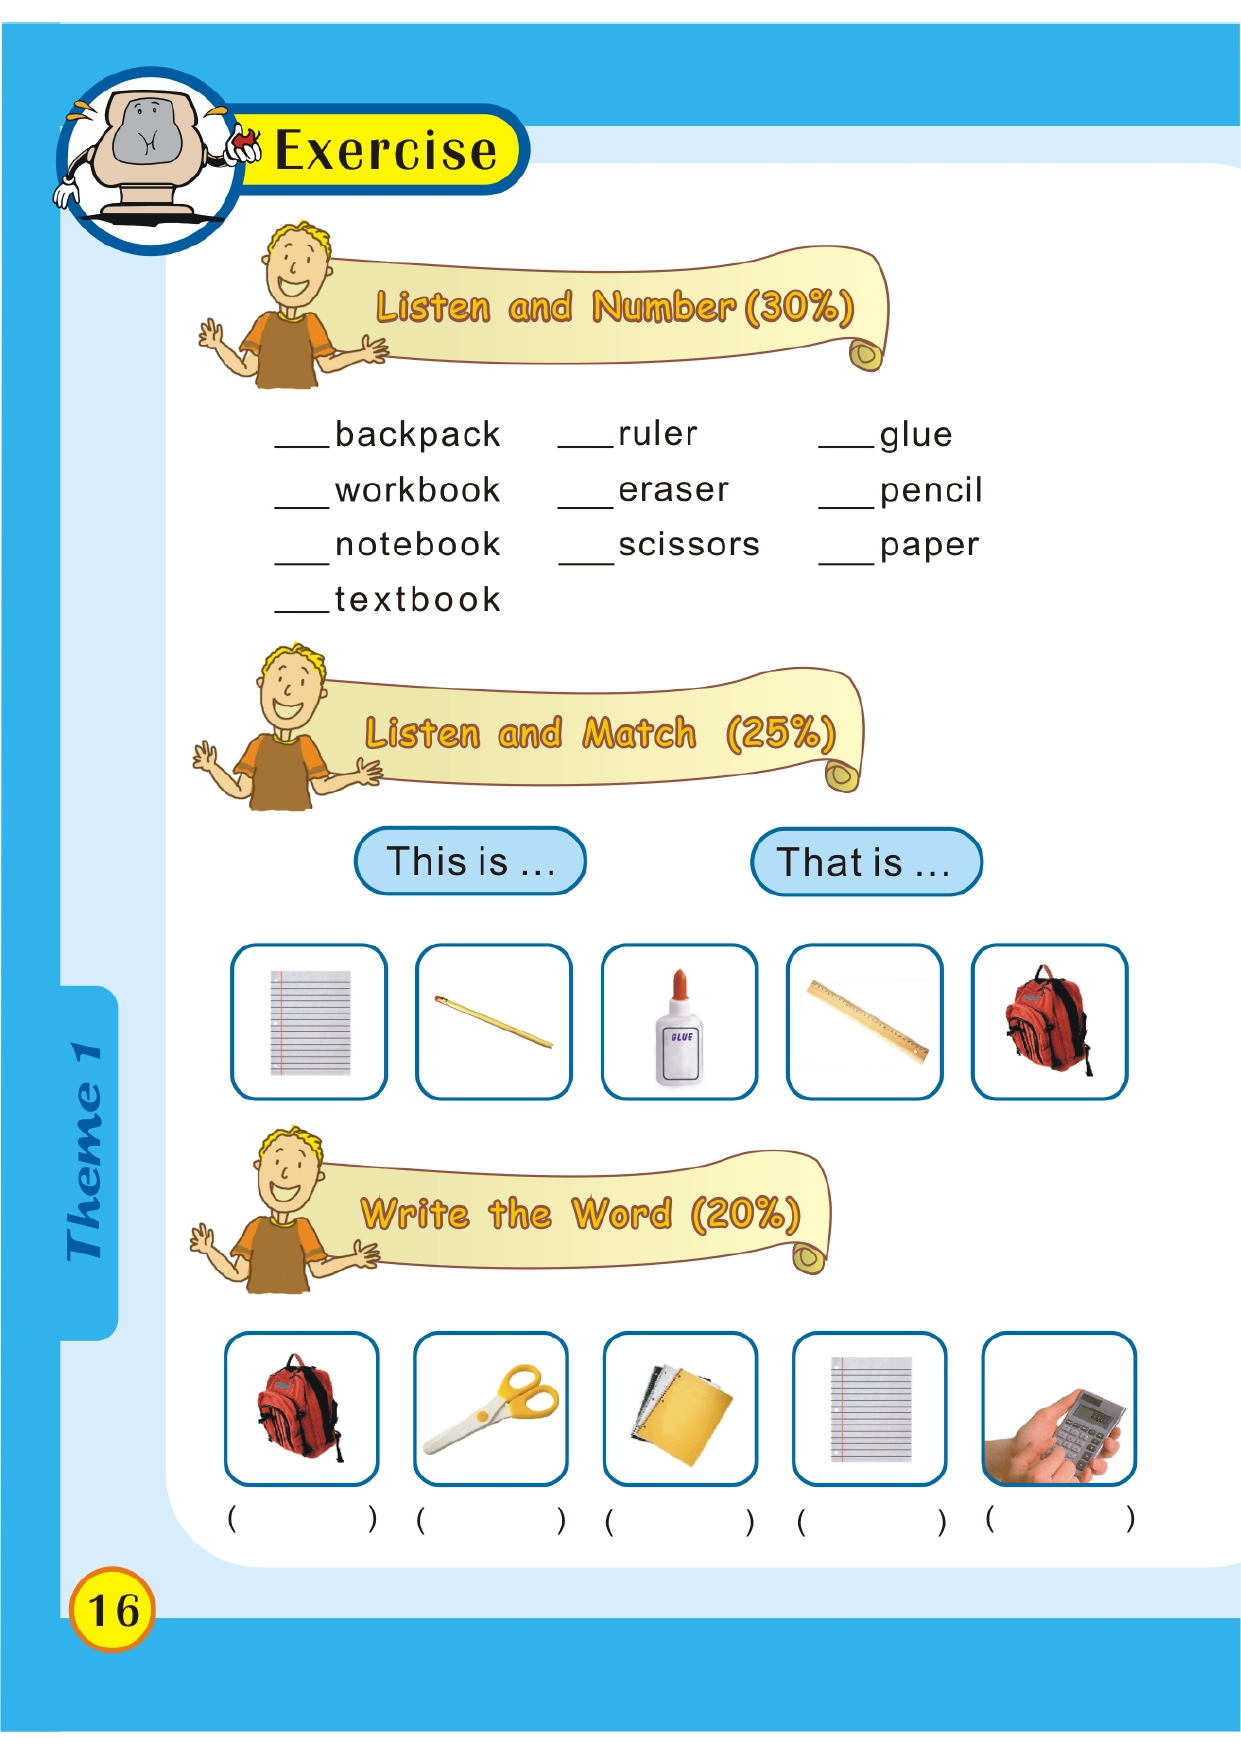 Exercise
Listen and Number (30%)
___backpack ___ruler ___glue
___workbook ___eraser ___pencil
___notebook ___scissors ___paper
___textbook
Listen and Match (25%)
This is ... That is ...
GLUE
Theme 1
Write the Word (20%)
( ) ( ) ( ) ( ) ( )
16